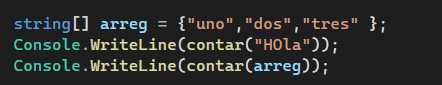 string[] arreg = {"uno","dos","tres" };
Console.WriteLine(contar("HOla"));
Console.WriteLine(contar(arreg));